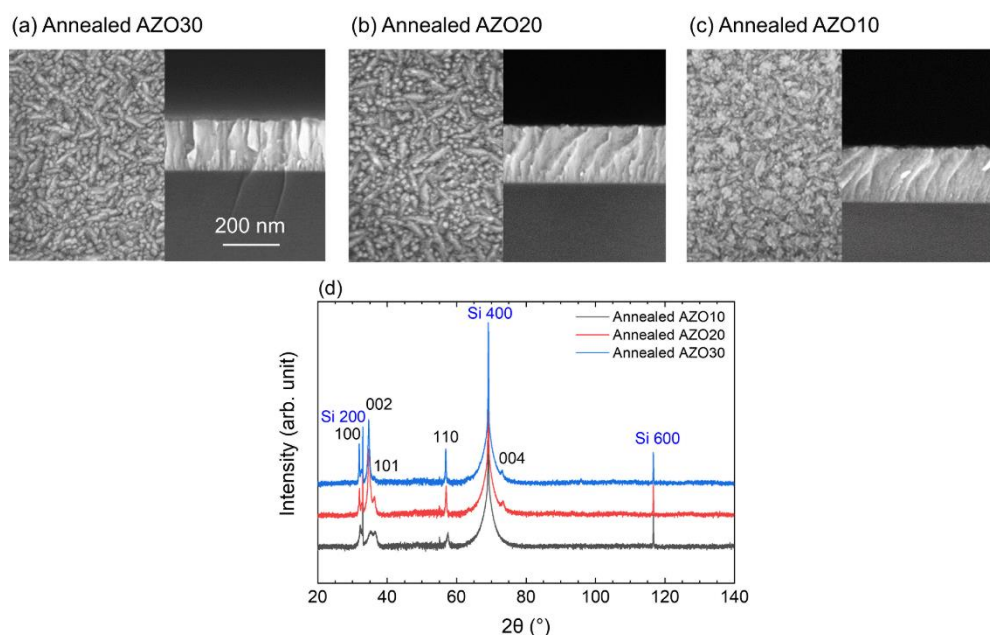 (a) Annealed AZO30
(b) Annealed AZO20
(c) Annealed AZO10
200 nm
(d)
Si 400
Annealed AZO10
Annealed AZO20
Annealed AZO30
002
Si 200
100
101
110
004
Si 600
Intensity (arb. unit)
20
40
60
80
100
120
140
2θ (°)